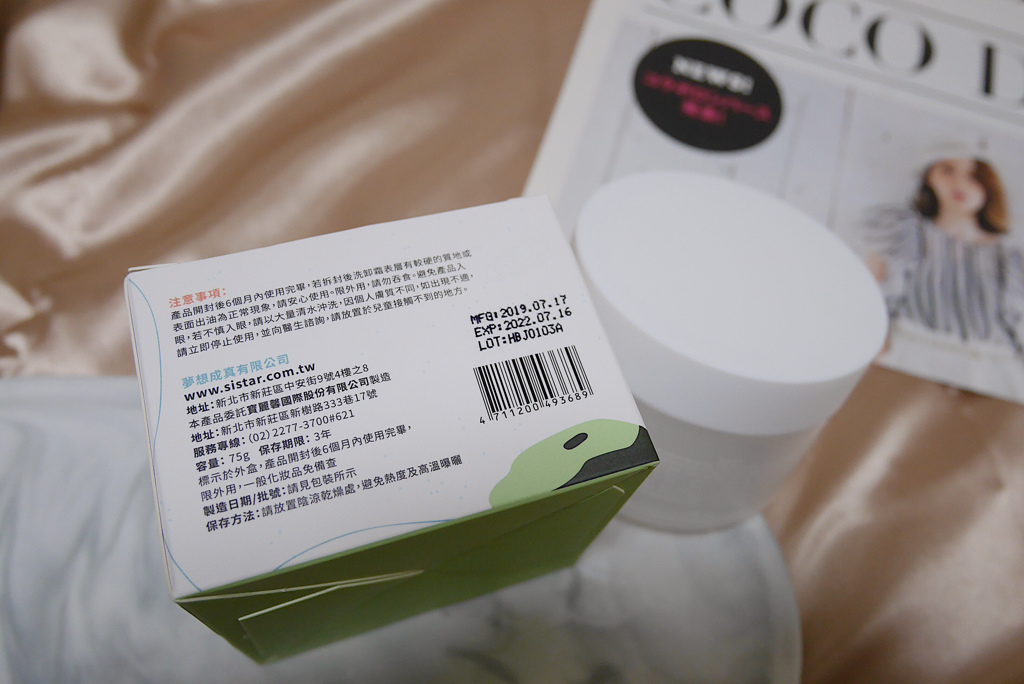 COCO D
NEWS!
注意事項：
產品開封後6個月內使用完畢，若拆封後洗卸霜表層有較硬的質地或
表面出油為正常現象，請安心使用。限外用，請勿吞食。避免產品入
眼，若不慎入眼，請以大量清水沖洗，因個人膚質不同，如出現不適，
請立即停止使用，並向醫生諮詢，請放置於兒童接觸不到的地方。
MFG:2019.07.17
EXP:2022.07.16
LOT:HBJ0103A
4 711200 493689
夢想成真有限公司
www.sistar.com.tw
地址：新北市新莊區中安街9號4樓之8
本產品委託寶麗馨國際股份有限公司製造
地址：新北市新莊區新樹路333巷17號
服務專線：(02) 2277-3700#621
容量：75g 保存期限：3年
標示於外盒，產品開封後6個月內使用完畢，
限外用，一般化妝品免備查
製造日期/批號：請見包裝所示
保存方法：請放置陰涼乾燥處，避免熱度及高溫曝曬